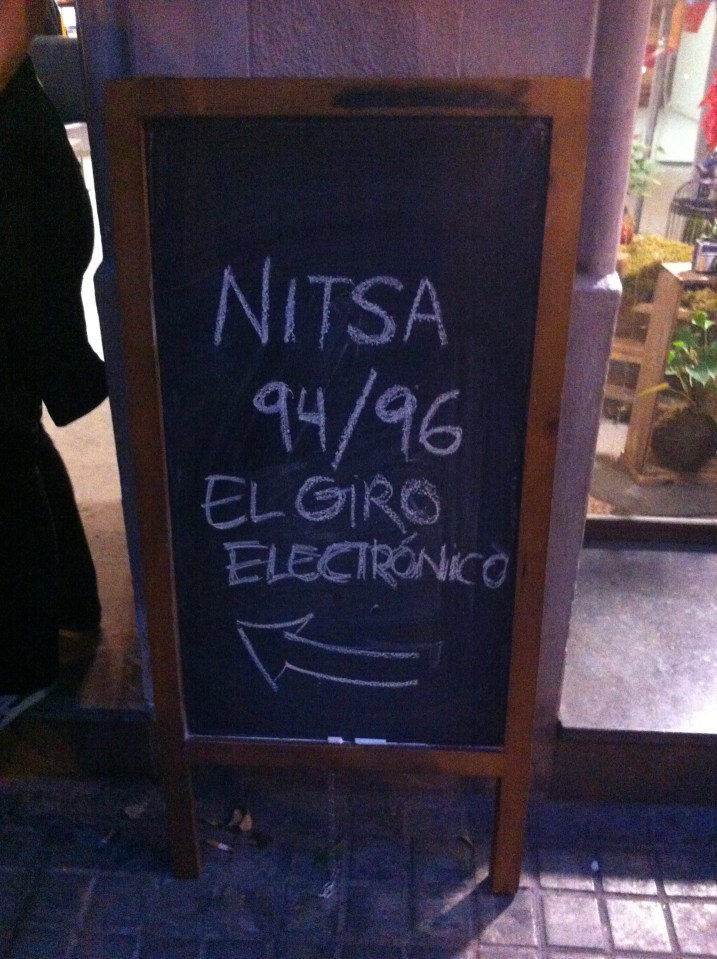 NITSA
94/96
EL GIRO
ELECTRÓNICO